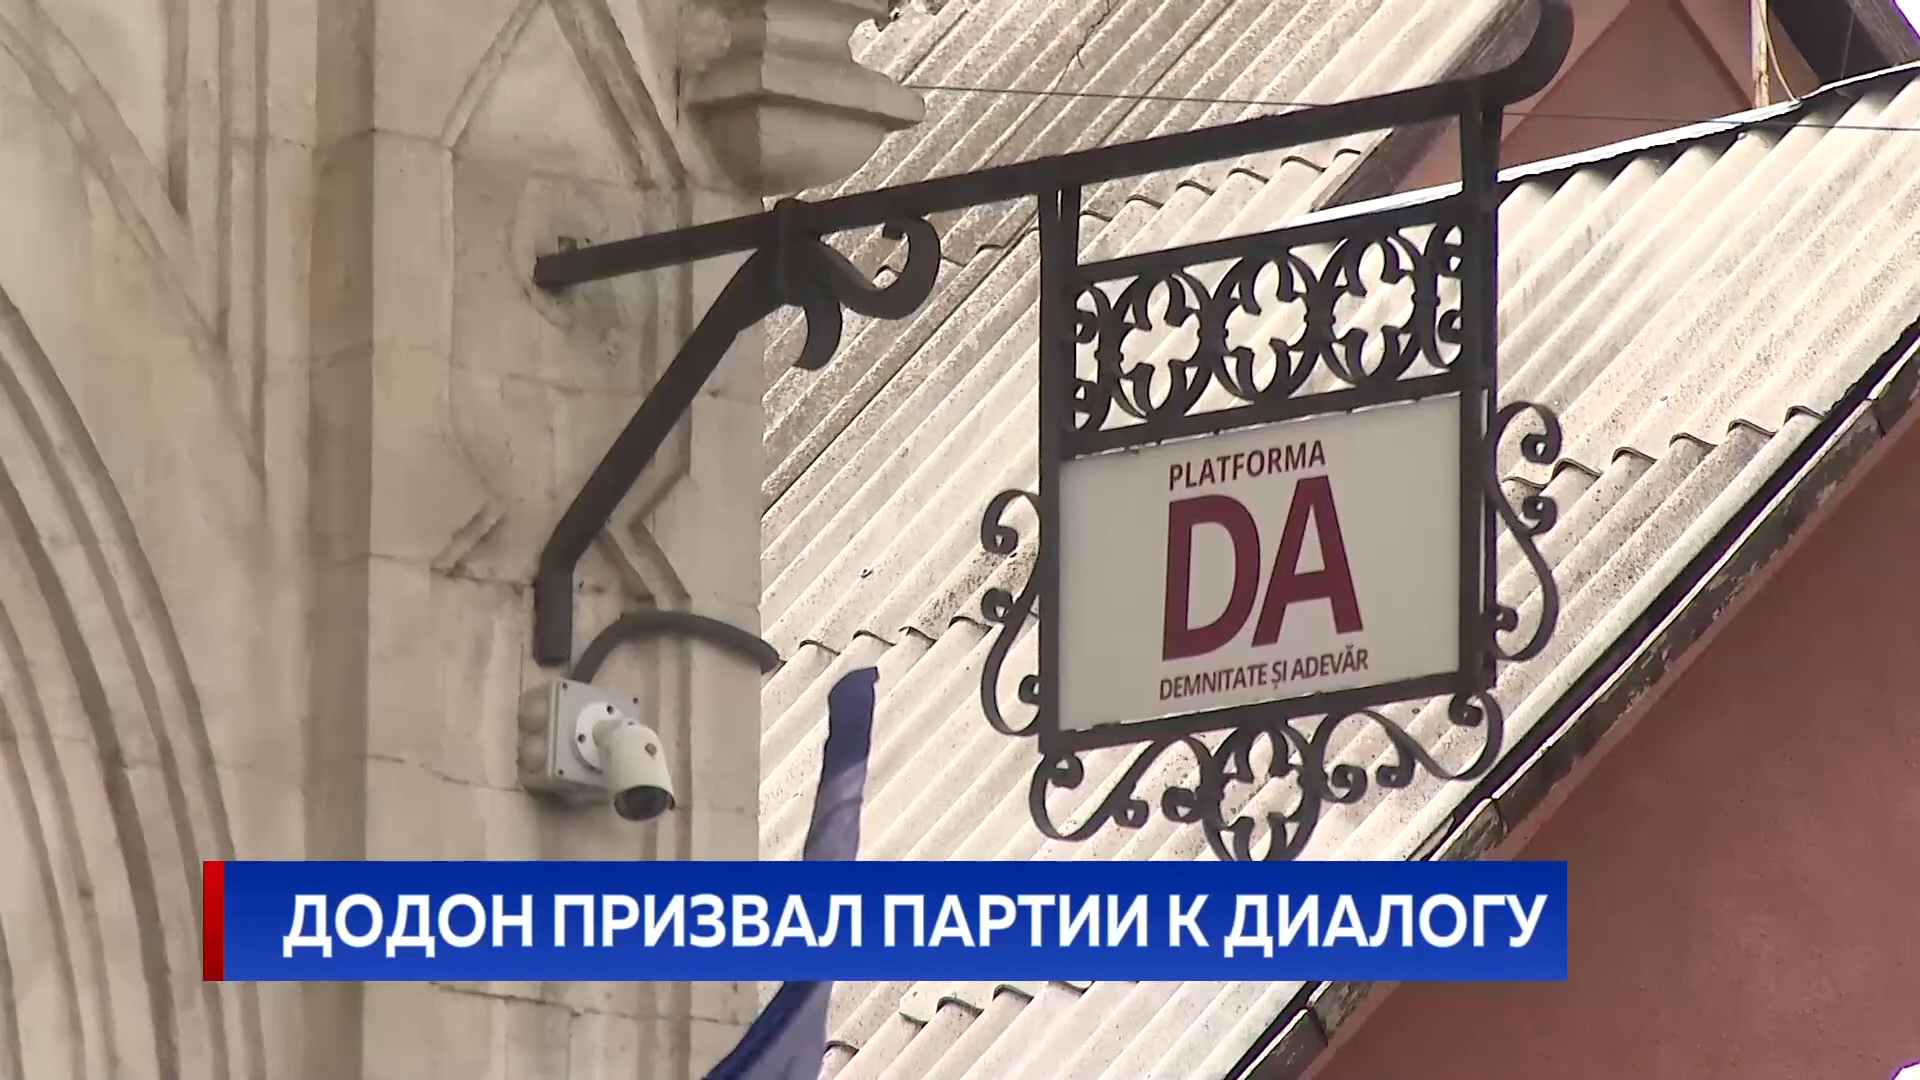 PLATFORMA
DA
DEMNITATE ȘI ADEVĂR
ДОДОН ПРИЗВАЛ ПАРТИИ К ДИАЛОГУ